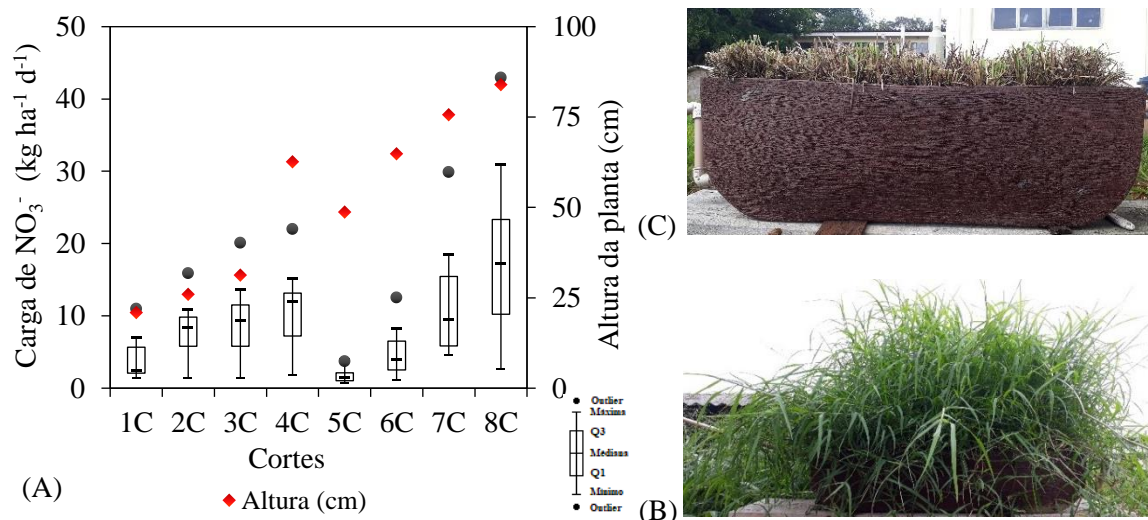 50
40
30
20
10
0
Carga de NO₃⁻ (kg ha⁻¹ d⁻¹)
100
75
50
25
0
Altura da planta (cm)
1C 2C 3C 4C 5C 6C 7C 8C
Cortes
Altura (cm)
(A)
Outlier
Máximo
Q3
Mediana
Q1
Mínimo
Outlier
(C)
(B)